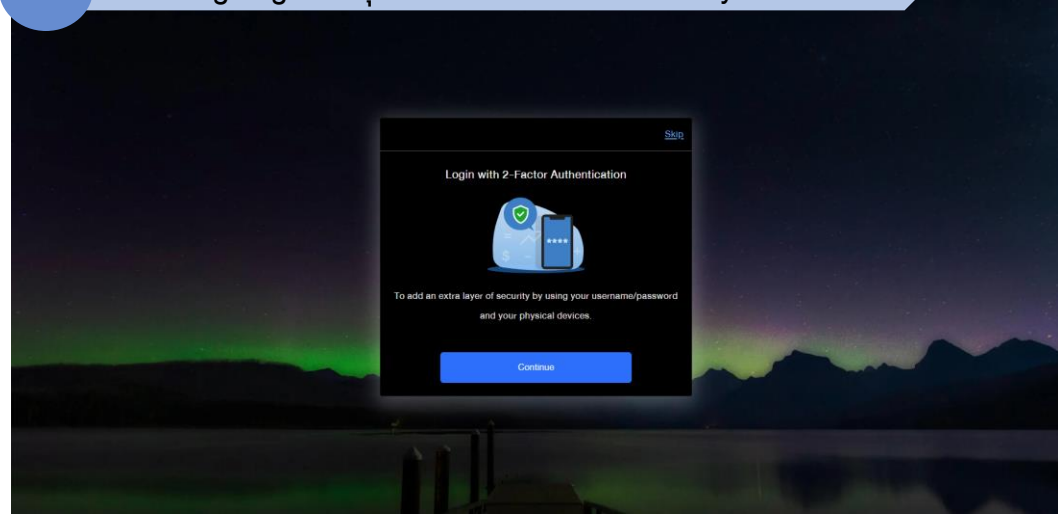 Skip
Login with 2-Factor Authentication
$
****
To add an extra layer of security by using your username/password
and your physical devices.
Continue